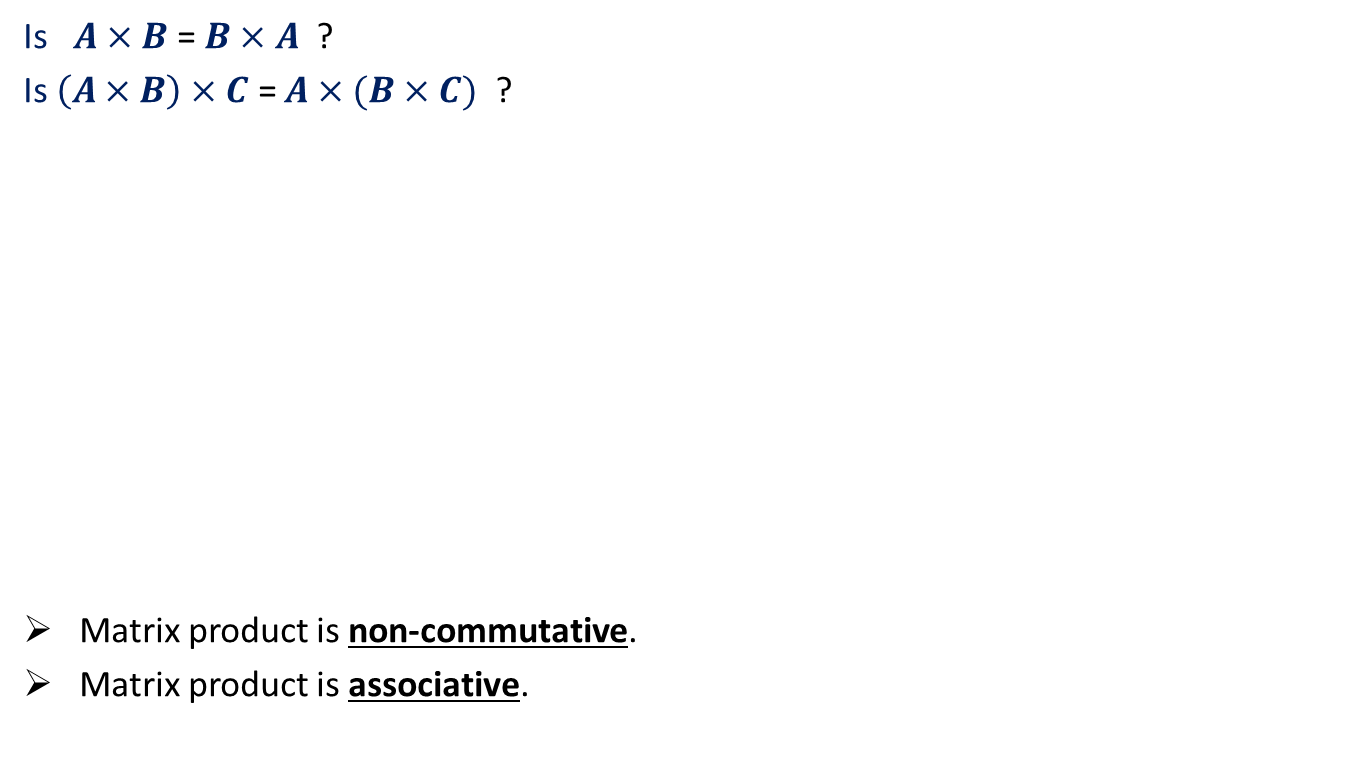 Is A × B = B × A ?
Is (A × B) × C = A × (B × C) ?
➢ Matrix product is non-commutative.
➢ Matrix product is associative.